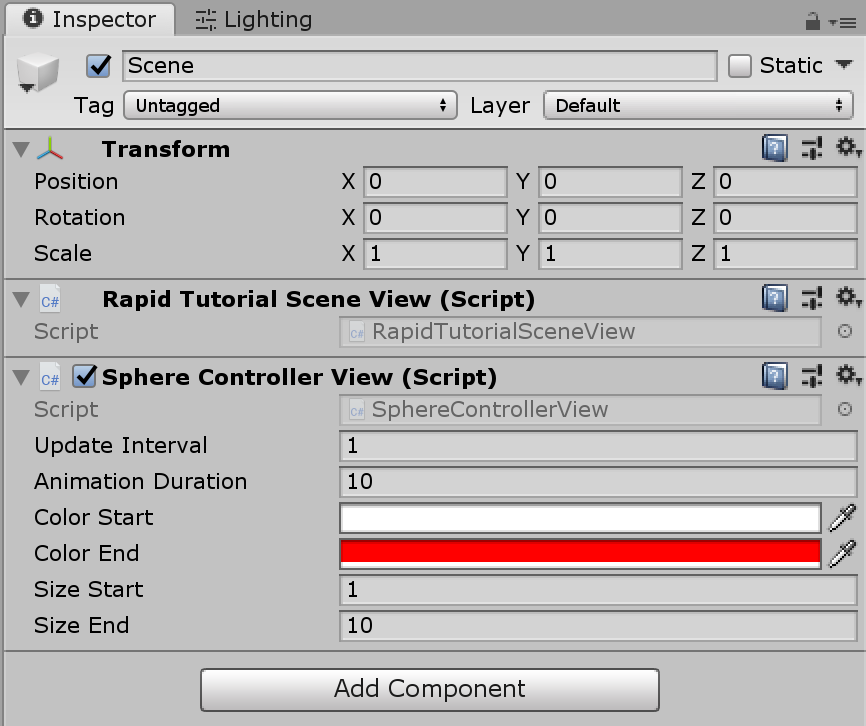 Inspector Lighting
Scene Static
Tag Untagged Layer Default
Transform
Position X 0 Y 0 Z 0
Rotation X 0 Y 0 Z 0
Scale X 1 Y 1 Z 1
C# Rapid Tutorial Scene View (Script)
Script C# RapidTutorialSceneView
C# Sphere Controller View (Script)
Script C# SphereControllerView
Update Interval 1
Animation Duration 10
Color Start
Color End
Size Start 1
Size End 10
Add Component